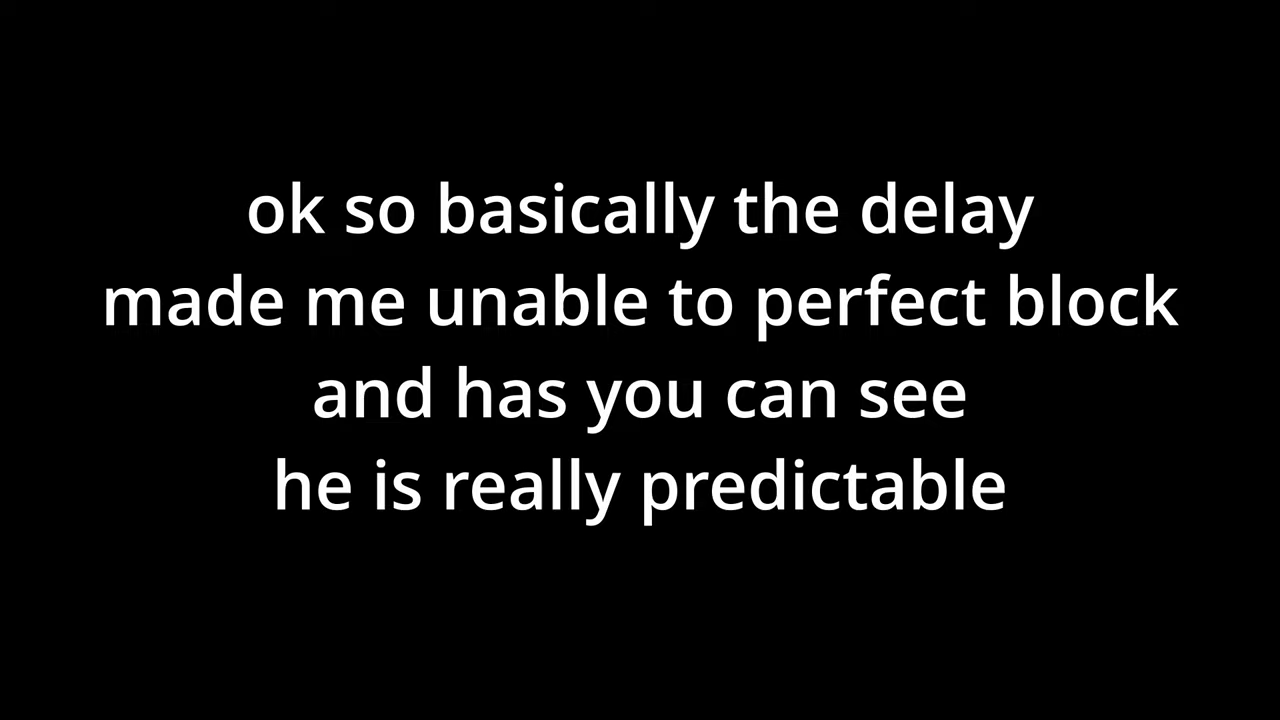 ok so basically the delay
made me unable to perfect block
and has you can see
he is really predictable